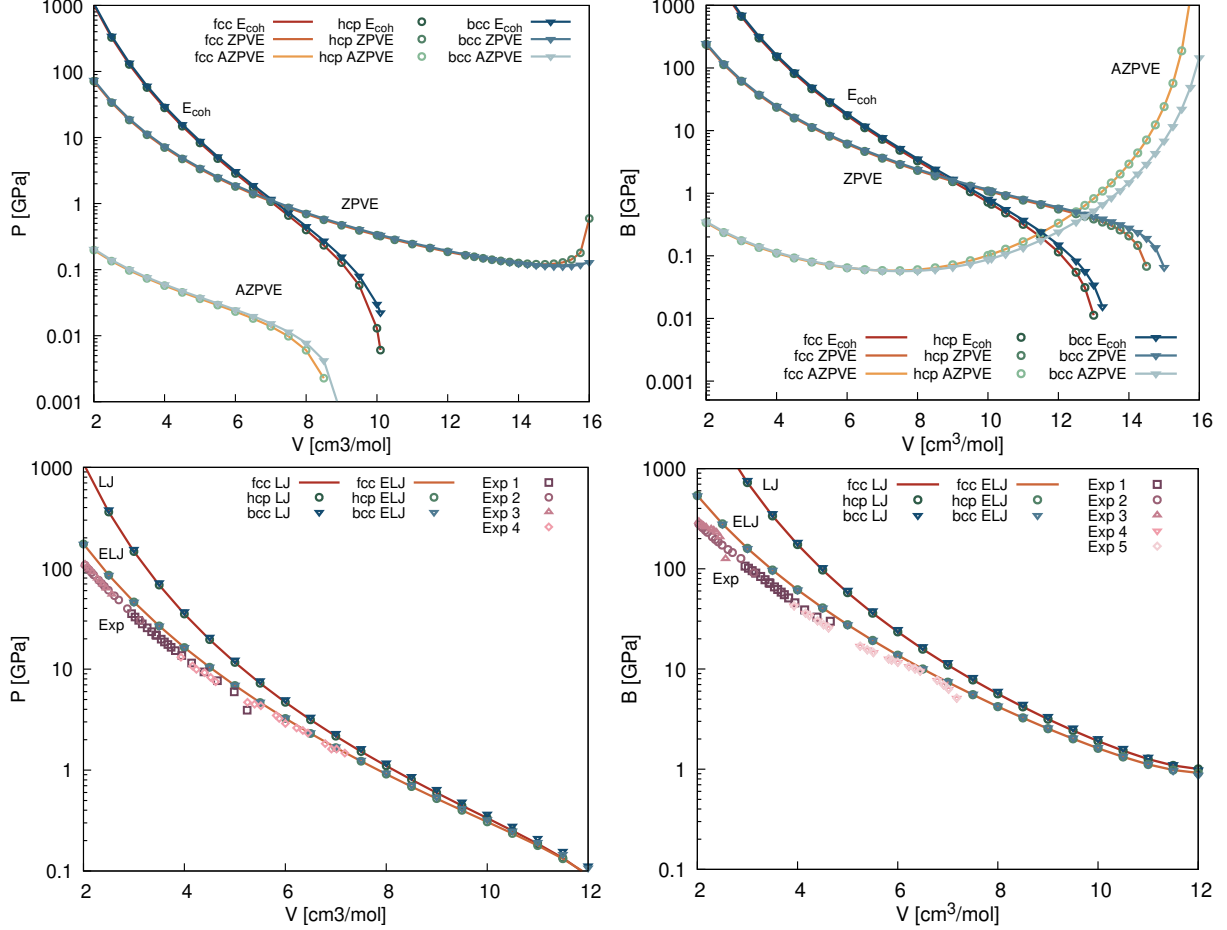 fcc E_coh hcp E_coh bcc E_coh
fcc ZPVE hcp ZPVE bcc ZPVE
fcc AZPVE hcp AZPVE bcc AZPVE
E_coh
ZPVE
AZPVE
1000
100
10
1
0.1
0.01
0.001
P [GPa]
2 4 6 8 10 12 14 16
V [cm3/mol]
AZPVE
E_coh
ZPVE
fcc E_coh hcp E_coh bcc E_coh
fcc ZPVE hcp ZPVE bcc ZPVE
fcc AZPVE hcp AZPVE bcc AZPVE
1000
100
10
1
0.1
0.01
0.001
B [GPa]
2 4 6 8 10 12 14 16
V [cm³/mol]
LJ
fcc LJ fcc ELJ Exp 1
hcp LJ hcp ELJ Exp 2
bcc LJ bcc ELJ Exp 3
Exp 4
ELJ
Exp
1000
100
10
1
0.1
P [GPa]
2 4 6 8 10 12
V [cm3/mol]
LJ
fcc LJ fcc ELJ Exp 1
hcp LJ hcp ELJ Exp 2
bcc LJ bcc ELJ Exp 3
Exp 4
Exp 5
ELJ
Exp
1000
100
10
1
0.1
B [GPa]
2 4 6 8 10 12
V [cm³/mol]